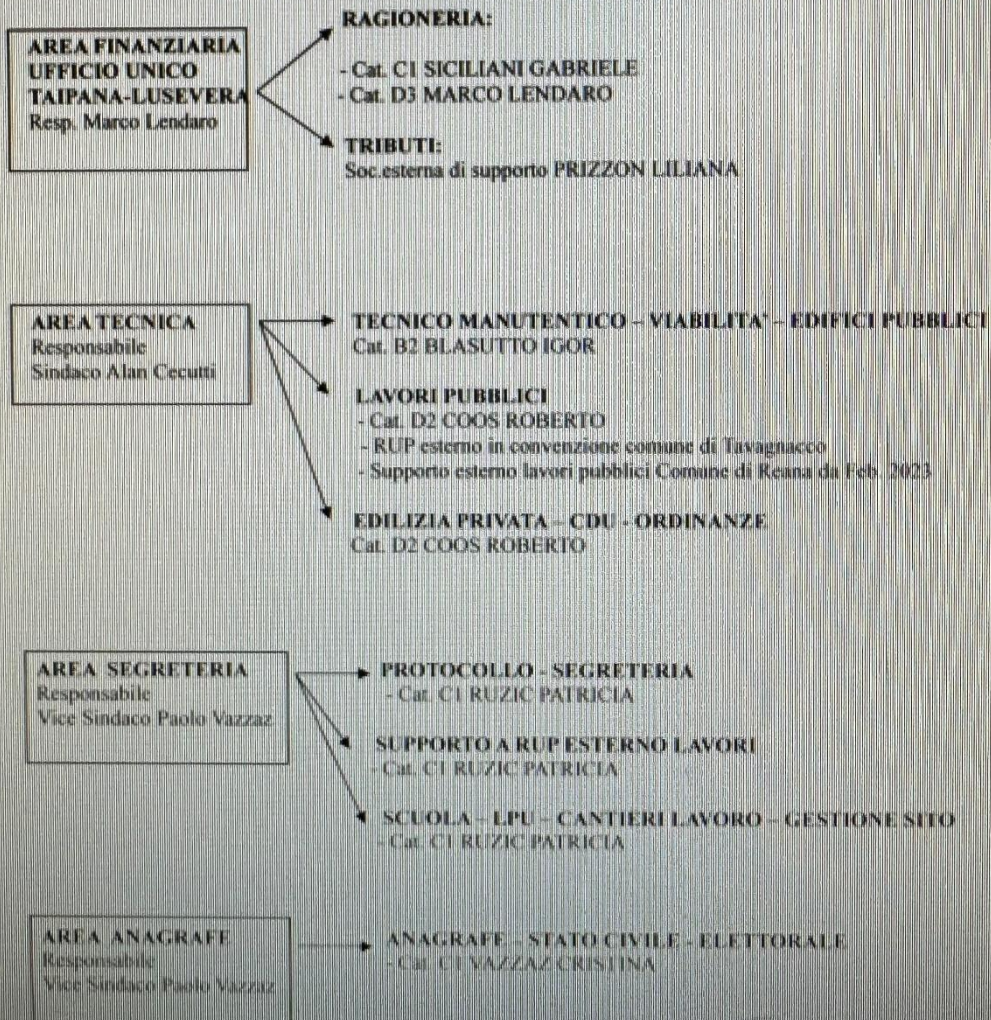 AREA FINANZIARIA
UFFICIO UNICO
TAIPANA-LUSEVERA
Resp. Marco Lendaro
RAGIONERIA:
- Cat. C1 SICILIANI GABRIELE
- Cat. D3 MARCO LENDARO
TRIBUTI:
Soc.esterna di supporto PRIZZON LILIANA
AREA TECNICA
Responsabile
Sindaco Alan Cecutti
TECNICO MANUTENTICO – VIABILITA' – EDIFICI PUBBLICI
Cat. B2 BLASUTTO IGOR
LAVORI PUBBLICI
- Cat. D2 COOS ROBERTO
- RUP esterno in convenzione comune di Tavagnacco
- Supporto esterno lavori pubblici Comune di Reana da Feb. 2023
EDILIZIA PRIVATA – CDU - ORDINANZE
Cat. D2 COOS ROBERTO
AREA SEGRETERIA
Responsabile
Vice Sindaco Paolo Vazzaz
PROTOCOLLO - SEGRETERIA
- Cat. C1 RUZIC PATRICIA
SUPPORTO A RUP ESTERNO LAVORI
- Cat. C1 RUZIC PATRICIA
SCUOLA – LPU – CANTIERI LAVORO – GESTIONE SITO
- Cat. C1 RUZIC PATRICIA
AREA ANAGRAFE
Responsabile
Vice Sindaco Paolo Vazzaz
ANAGRAFE – STATO CIVILE - ELETTORALE
- Cat. C1 VAZZAZ CRISTINA